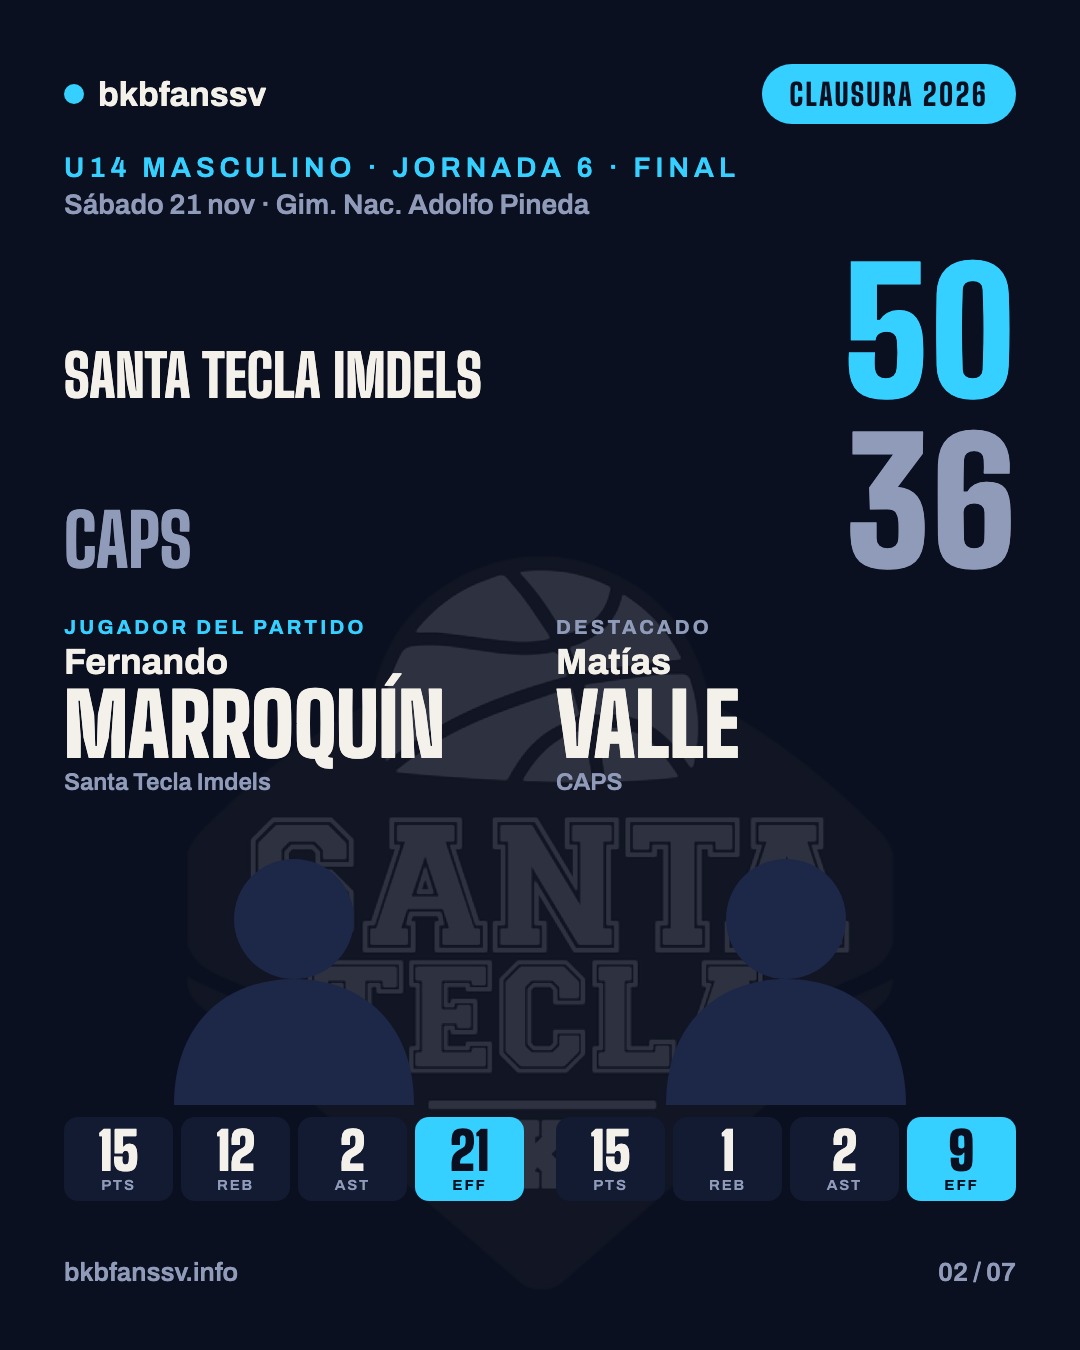 bkbfanssv
CLAUSURA 2026
U14 MASCULINO · JORNADA 6 · FINAL
Sábado 21 nov · Gim. Nac. Adolfo Pineda
SANTA TECLA IMDELS
50
CAPS
36
JUGADOR DEL PARTIDO
Fernando
MARROQUÍN
Santa Tecla Imdels
DESTACADO
Matías
VALLE
CAPS
SANTA
TECLA
15 12 2 21
PTS REB AST EFF
15 1 2 9
PTS REB AST EFF
bkbfanssv.info
02 / 07